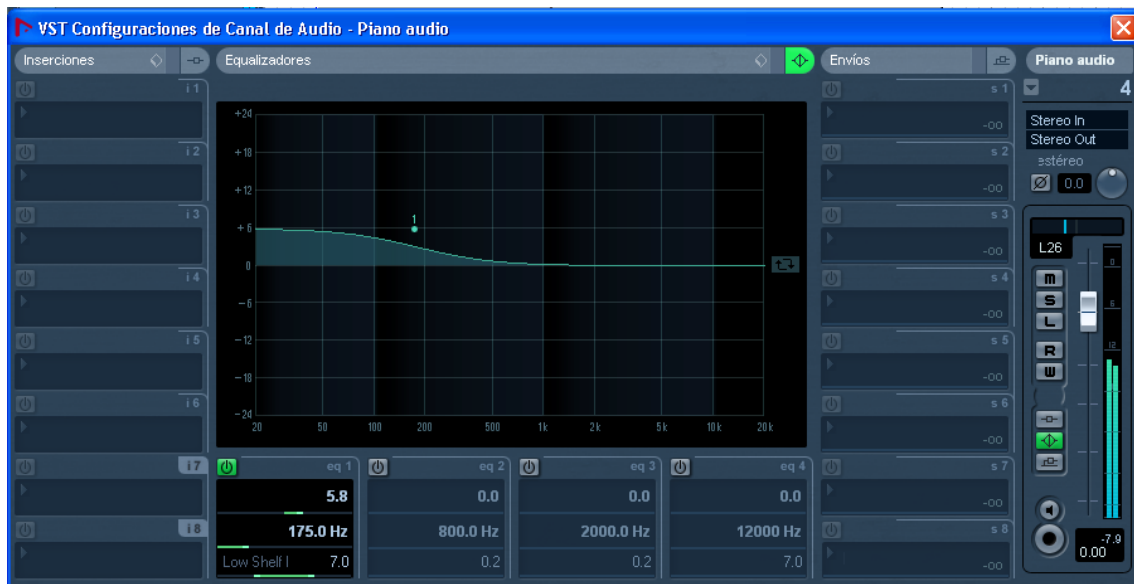 VST Configuraciones de Canal de Audio - Piano audio
Inserciones
Equalizadores
Envíos
Piano audio
i 1
i 2
i 3
i 4
i 5
i 6
i 7
i 8
+24
+18
+12
+6
0
-6
-12
-18
-24
1
20 50 100 200 500 1k 2k 5k 10k 20k
eq 1 eq 2 eq 3 eq 4
5.8 0.0 0.0 0.0
175.0 Hz 800.0 Hz 2000.0 Hz 12000 Hz
Low Shelf I 7.0 0.2 0.2 7.0
s 1
-oo
s 2
-oo
s 3
-oo
s 4
-oo
s 5
-oo
s 6
-oo
s 7
-oo
s 8
-oo
4
Stereo In
Stereo Out
estéreo
0.0
L26
0
6
12
M
S
L
R
W
-7.9
0.00